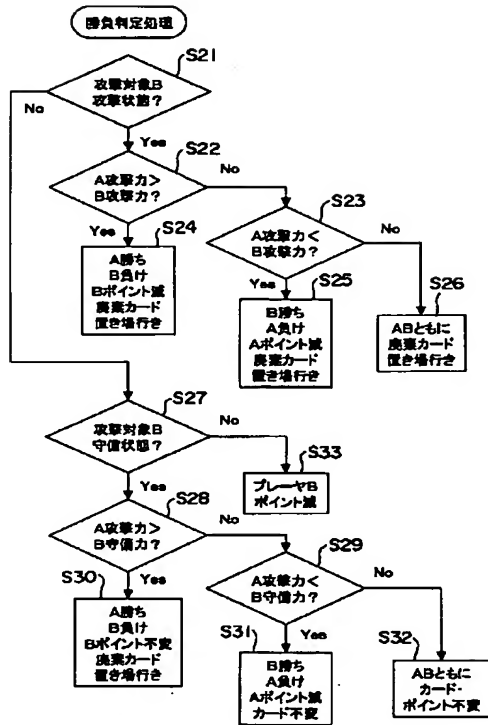 勝負判定処理
S21
攻撃対象B
攻撃状態?
No
Yes
S22
A攻撃力>
B攻撃力?
No
Yes
S23
A攻撃力<
B攻撃力?
No
Yes
S24
A勝ち
B負け
Bポイント減
廃棄カード
置き場行き
S25
B勝ち
A負け
Aポイント減
廃棄カード
置き場行き
S26
ABともに
廃棄カード
置き場行き
S27
攻撃対象B
守備状態?
No
Yes
S33
プレーヤB
ポイント減
S28
A攻撃力>
B守備力?
No
Yes
S29
A攻撃力<
B守備力?
No
Yes
S30
A勝ち
B負け
Bポイント不変
廃棄カード
置き場行き
S31
B勝ち
A負け
Aポイント減
カード不変
S32
ABともに
カード・
ポイント不変